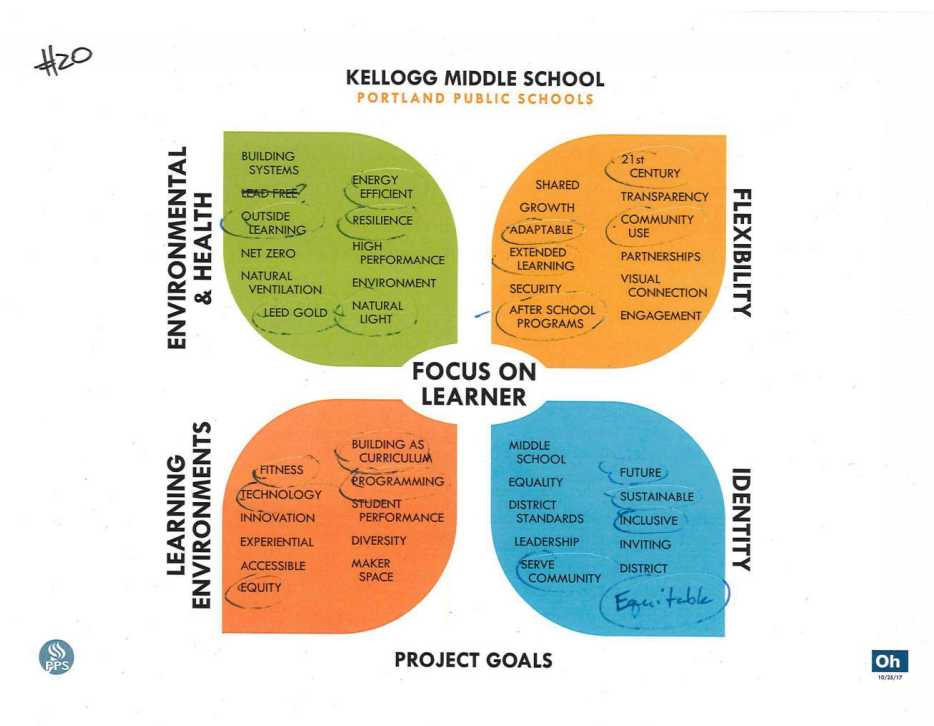 #20
KELLOGG MIDDLE SCHOOL
PORTLAND PUBLIC SCHOOLS
ENVIRONMENTAL
& HEALTH
BUILDING
SYSTEMS
LEAD FREE?
OUTSIDE
LEARNING
NET ZERO
NATURAL
VENTILATION
LEED GOLD
ENERGY
EFFICIENT
RESILIENCE
HIGH
PERFORMANCE
ENVIRONMENT
NATURAL
LIGHT
SHARED
GROWTH
ADAPTABLE
EXTENDED
LEARNING
SECURITY
AFTER SCHOOL
PROGRAMS
21st
CENTURY
TRANSPARENCY
COMMUNITY
USE
PARTNERSHIPS
VISUAL
CONNECTION
ENGAGEMENT
FLEXIBILITY
FOCUS ON
LEARNER
LEARNING
ENVIRONMENTS
FITNESS
TECHNOLOGY
INNOVATION
EXPERIENTIAL
ACCESSIBLE
EQUITY
BUILDING AS
CURRICULUM
PROGRAMMING
STUDENT
PERFORMANCE
DIVERSITY
MAKER
SPACE
MIDDLE
SCHOOL
EQUALITY
DISTRICT
STANDARDS
LEADERSHIP
SERVE
COMMUNITY
FUTURE
SUSTAINABLE
INCLUSIVE
INVITING
DISTRICT
Equitable
IDENTITY
PPS
PROJECT GOALS
Oh
10/25/17